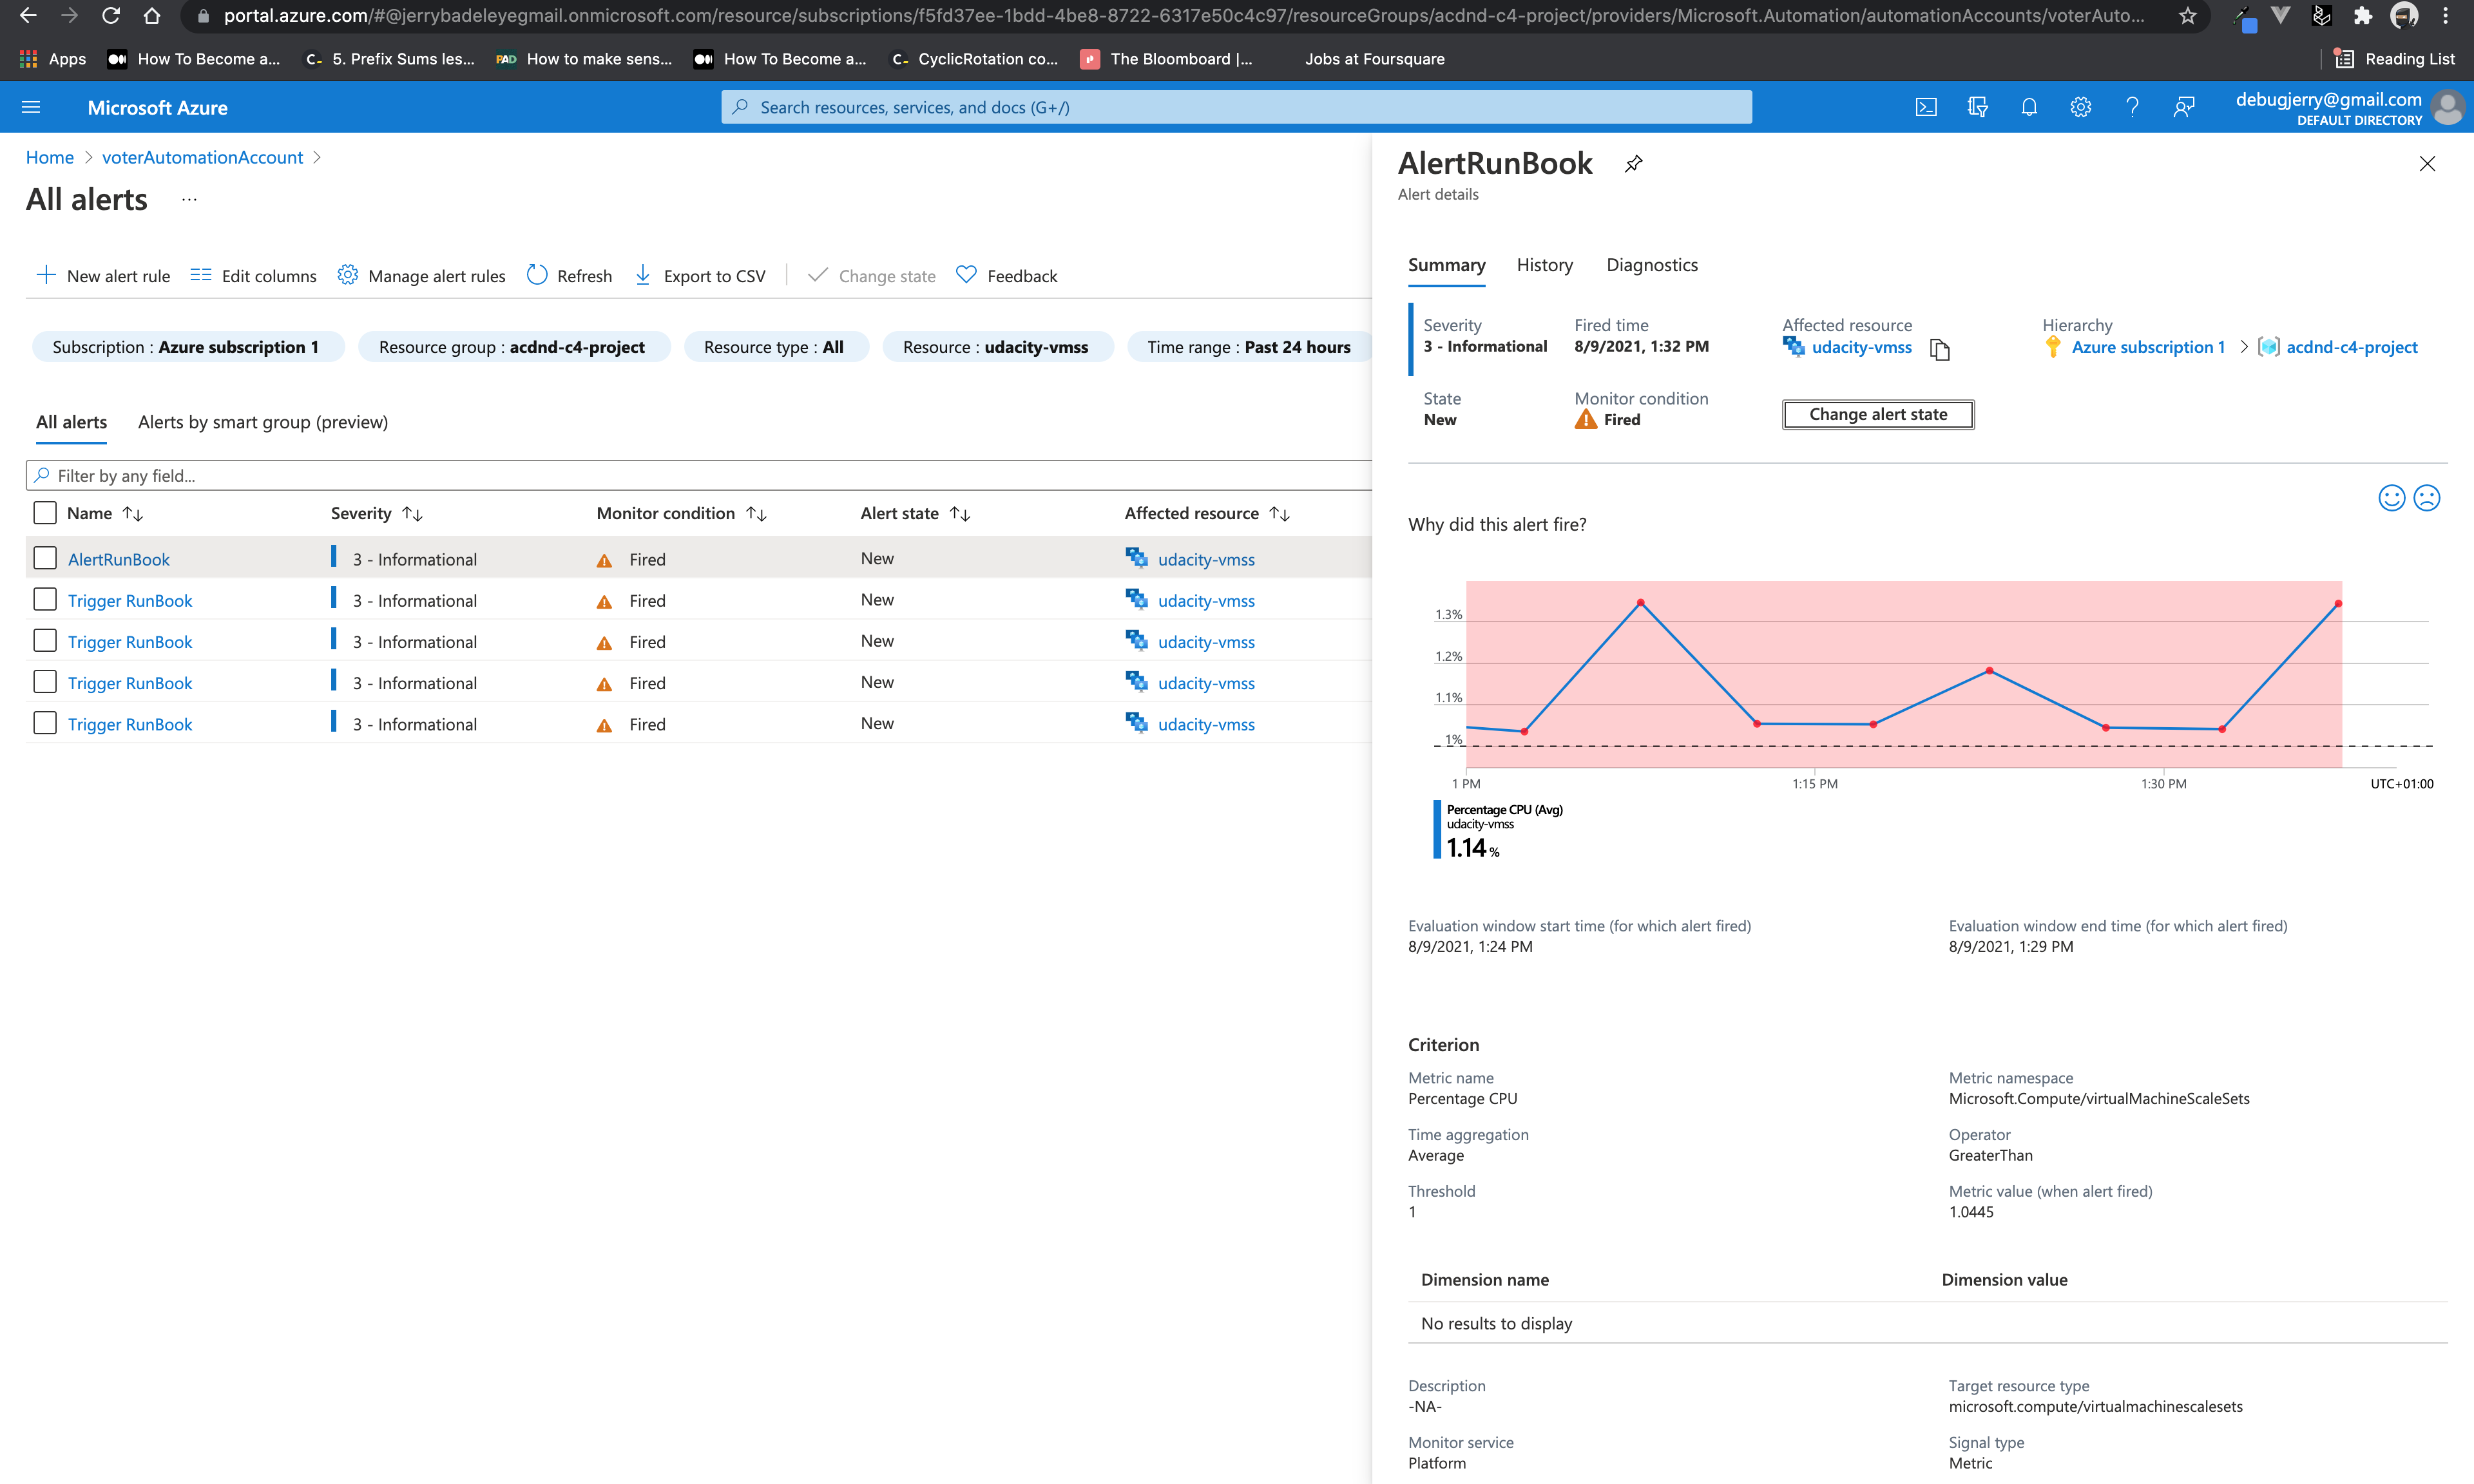 portal.azure.com/#@jerrybadeleyegmail.onmicrosoft.com/resource/subscriptions/f5fd37ee-1bdd-4be8-8722-6317e50c4c97/resourceGroups/acdnd-c4-project/providers/Microsoft.Automation/automationAccounts/voterAuto...
Apps How To Become a... C- 5. Prefix Sums les... PAD How to make sens... How To Become a... C- CyclicRotation co... The Bloomboard |... Jobs at Foursquare Reading List
Microsoft Azure
Search resources, services, and docs (G+/)
debugjerry@gmail.com
DEFAULT DIRECTORY
Home > voterAutomationAccount >
All alerts ...
New alert rule Edit columns Manage alert rules Refresh Export to CSV Change state Feedback
Subscription : Azure subscription 1 Resource group : acdnd-c4-project Resource type : All Resource : udacity-vmss Time range : Past 24 hours
All alerts Alerts by smart group (preview)
Filter by any field...
Name Severity Monitor condition Alert state Affected resource
AlertRunBook 3 - Informational Fired New udacity-vmss
Trigger RunBook 3 - Informational Fired New udacity-vmss
Trigger RunBook 3 - Informational Fired New udacity-vmss
Trigger RunBook 3 - Informational Fired New udacity-vmss
Trigger RunBook 3 - Informational Fired New udacity-vmss
AlertRunBook
Alert details
Summary History Diagnostics
Severity Fired time Affected resource Hierarchy
3 - Informational 8/9/2021, 1:32 PM udacity-vmss Azure subscription 1 > acdnd-c4-project
State Monitor condition
New Fired Change alert state
Why did this alert fire?
1.3%
1.2%
1.1%
1%
1 PM 1:15 PM 1:30 PM UTC+01:00
Percentage CPU (Avg)
udacity-vmss
1.14 %
Evaluation window start time (for which alert fired) Evaluation window end time (for which alert fired)
8/9/2021, 1:24 PM 8/9/2021, 1:29 PM
Criterion
Metric name Metric namespace
Percentage CPU Microsoft.Compute/virtualMachineScaleSets
Time aggregation Operator
Average GreaterThan
Threshold Metric value (when alert fired)
1 1.0445
Dimension name Dimension value
No results to display
Description Target resource type
-NA- microsoft.compute/virtualmachinescalesets
Monitor service Signal type
Platform Metric